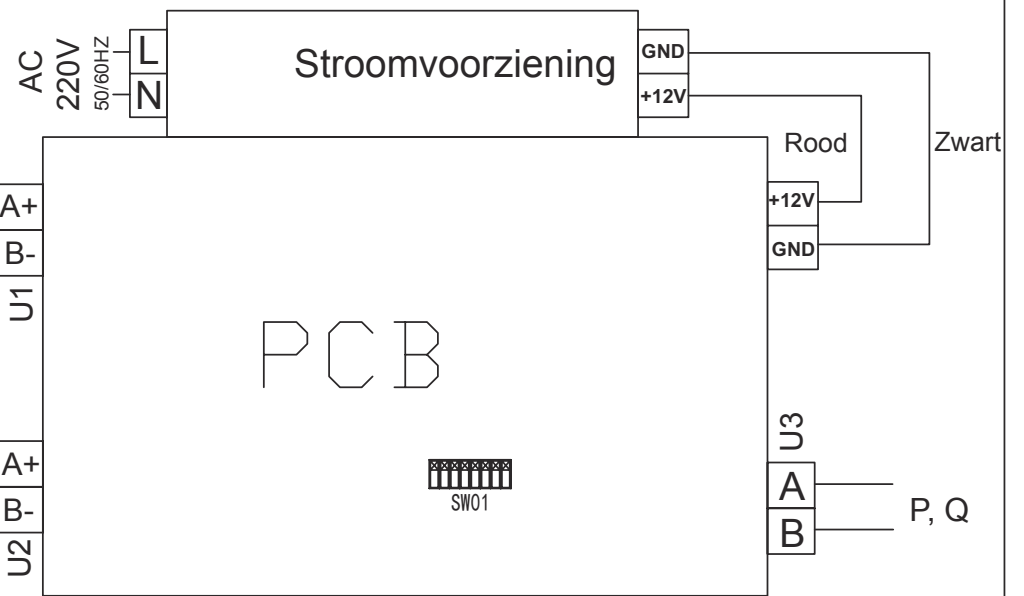 AC
220V
50/60HZ
L
N
Stroomvoorziening
GND
+12V
Rood
Zwart
+12V
GND
A+
B-
U1
PCB
A+
B-
U2
SW01
U3
A
B
P, Q